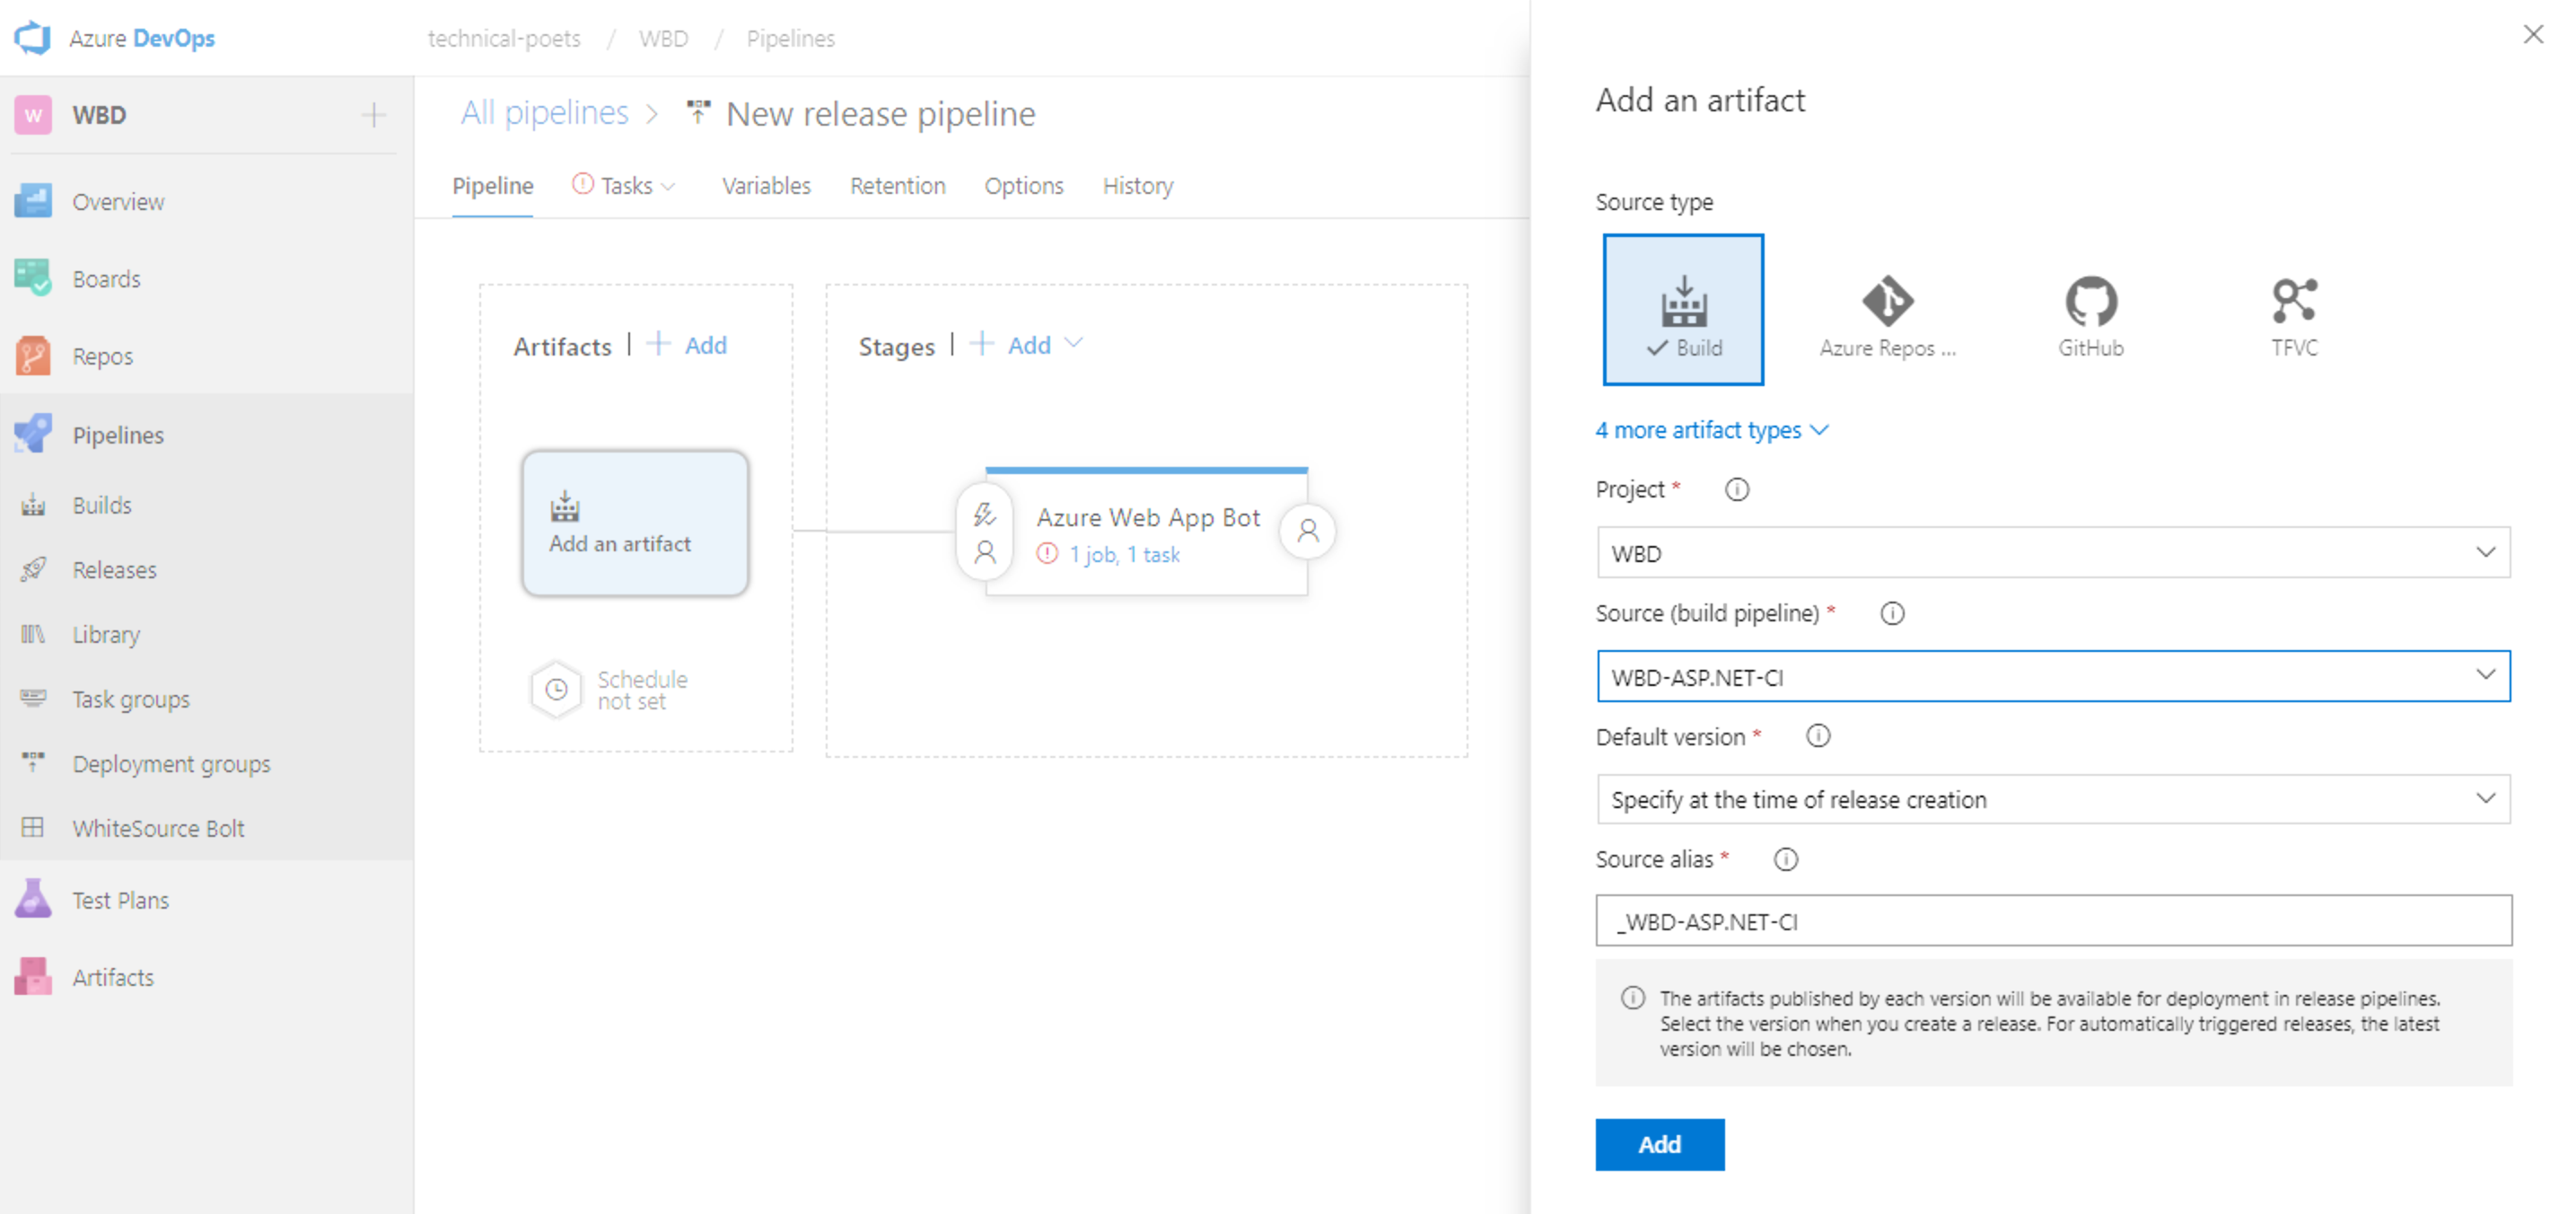 Azure DevOps
technical-poets / WBD / Pipelines
W WBD
Overview
Boards
Repos
Pipelines
Builds
Releases
Library
Task groups
Deployment groups
WhiteSource Bolt
Test Plans
Artifacts
All pipelines > New release pipeline
Pipeline Tasks Variables Retention Options History
Artifacts | + Add
Add an artifact
Schedule
not set
Stages | + Add
Azure Web App Bot
1 job, 1 task
Add an artifact
Source type
Build Azure Repos ... GitHub TFVC
4 more artifact types
Project *
WBD
Source (build pipeline) *
WBD-ASP.NET-CI
Default version *
Specify at the time of release creation
Source alias *
_WBD-ASP.NET-CI
The artifacts published by each version will be available for deployment in release pipelines.
Select the version when you create a release. For automatically triggered releases, the latest
version will be chosen.
Add